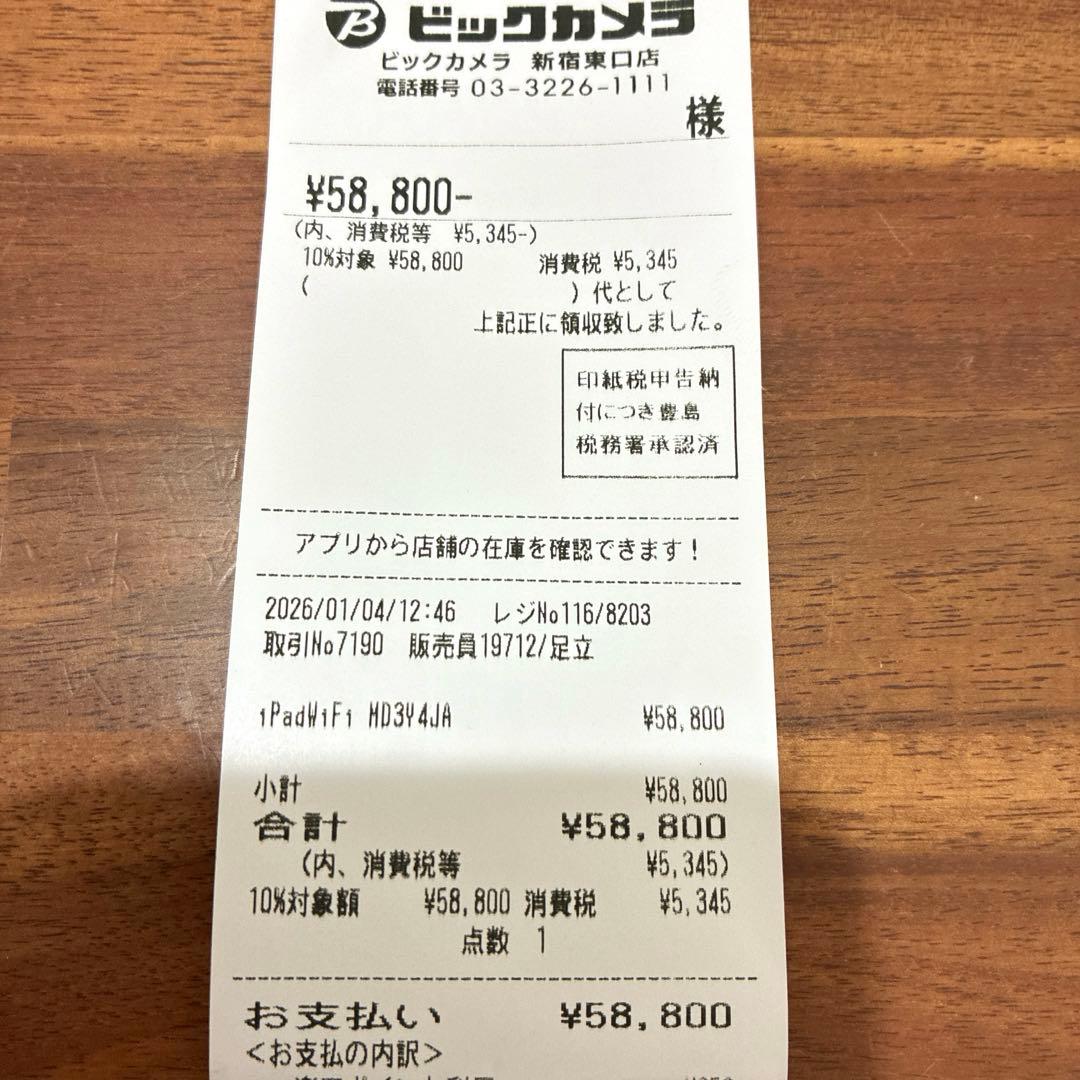 B ビックカメラ
ビックカメラ 新宿東口店
電話番号 03-3226-1111
様
¥58,800-
(内、消費税等 ¥5,345-)
10%対象 ¥58,800 消費税 ¥5,345
( ) 代として
上記正に領収致しました。
印紙税申告納
付につき豊島
税務署承認済
アプリから店舗の在庫を確認できます!
2026/01/04/12:46 レジNo116/8203
取引No7190 販売員19712/足立
iPadWiFi MD3Y4JA ¥58,800
小計 ¥58,800
合計 ¥58,800
(内、消費税等 ¥5,345)
10%対象額 ¥58,800 消費税 ¥5,345
点数 1
お支払い ¥58,800
<お支払の内訳>